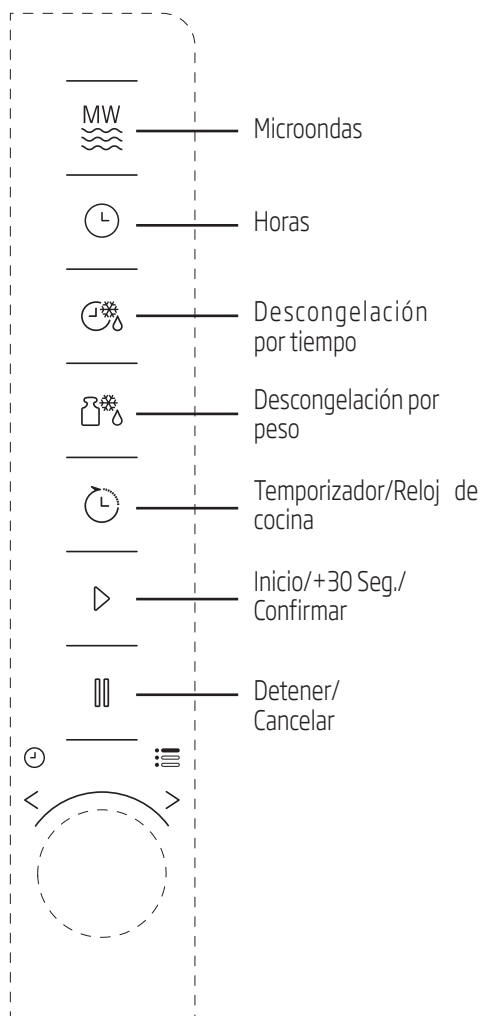 MW
Microondas
Horas
Descongelación
por tiempo
Descongelación por
peso
Temporizador/Reloj de
cocina
Inicio/+30 Seg./
Confirmar
Detener/
Cancelar